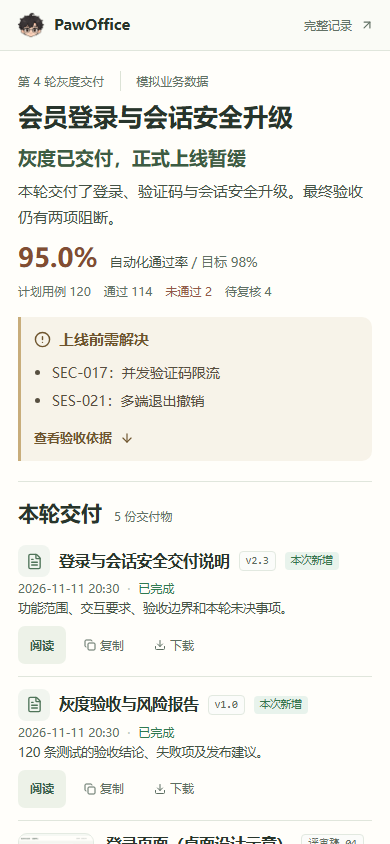 PawOffice
完整记录
第 4 轮灰度交付
模拟业务数据
会员登录与会话安全升级
灰度已交付，正式上线暂缓
本轮交付了登录、验证码与会话安全升级。最终验收
仍有两项阻断。
95.0% 自动化通过率 / 目标 98%
计划用例 120 通过 114 未通过 2 待复核 4
上线前需解决
SEC-017：并发验证码限流
SES-021：多端退出撤销
查看验收依据
本轮交付 5 份交付物
登录与会话安全交付说明 v2.3 本次新增
2026-11-11 20:30 · 已完成
功能范围、交互要求、验收边界和本轮未决事项。
阅读 复制 下载
灰度验收与风险报告 v1.0 本次新增
2026-11-11 20:30 · 已完成
120 条测试的验收结论、失败项及发布建议。
阅读 复制 下载
登录页面（桌面设计示意）